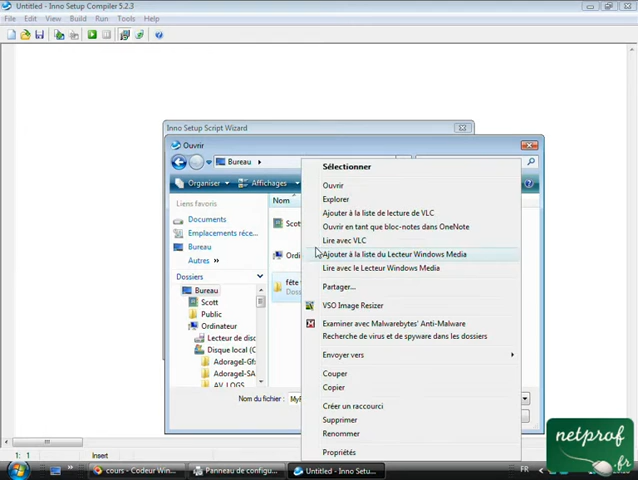 Untitled - Inno Setup Compiler 5.2.3
File Edit View Build Run Tools Help
Inno Setup Script Wizard
Ouvrir
Bureau
Organiser Affichages
Liens favoris
Documents
Emplacements réce...
Bureau
Autres
Dossiers
Bureau
Scott
Public
Ordinateur
Lecteur de di
Disque local (
Adoragel-Gf
Adoragel-SA
AV_LOGS
Nom
Scot
Ordi
fête
Doss
Nom du fichier : MyF
Sélectionner
Ouvrir
Explorer
Ajouter à la liste de lecture de VLC
Ouvrir en tant que bloc-notes dans OneNote
Lire avec VLC
Ajouter à la liste du Lecteur Windows Media
Lire avec le Lecteur Windows Media
Partager...
VSO Image Resizer
Examiner avec Malwarebytes' Anti-Malware
Recherche de virus et de spyware dans les dossiers
Envoyer vers
Couper
Copier
Créer un raccourci
Supprimer
Renommer
Propriétés
netprof
.fr
1: 1 Insert
cours - Codeur Win...
Panneau de configu...
Untitled - Inno Setu...
FR